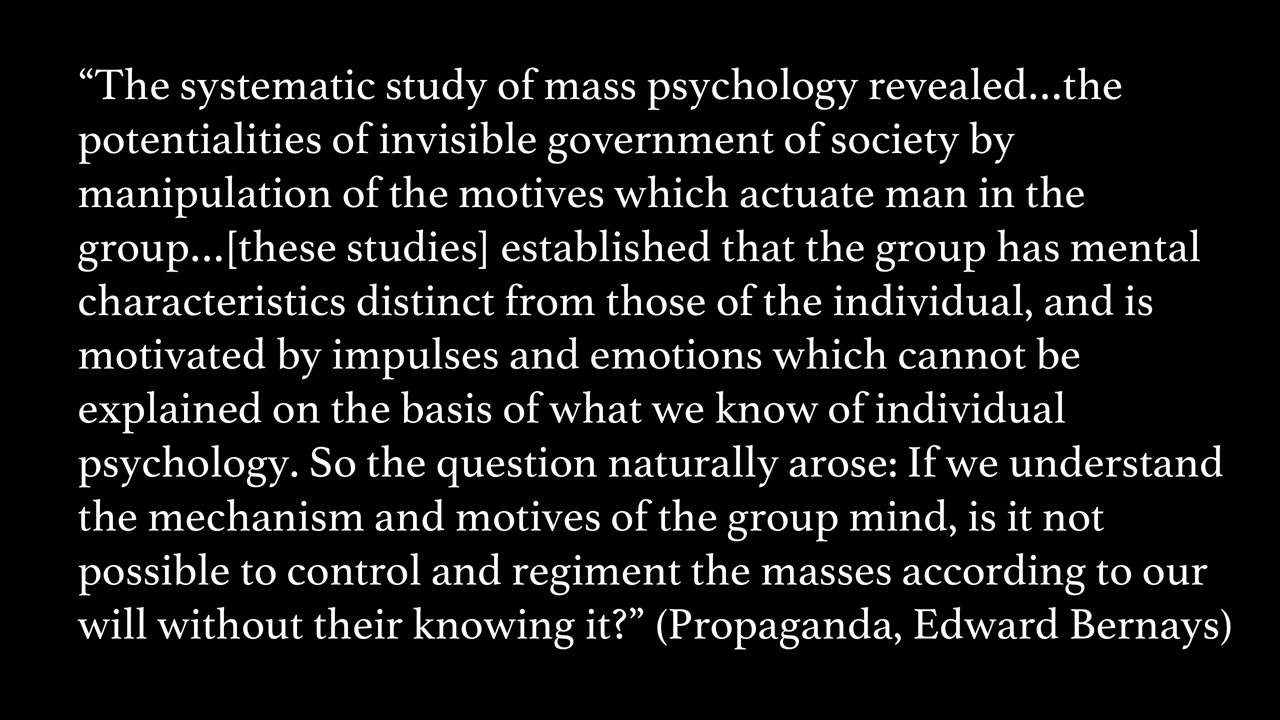 “The systematic study of mass psychology revealed...the
potentialities of invisible government of society by
manipulation of the motives which actuate man in the
group...[these studies] established that the group has mental
characteristics distinct from those of the individual, and is
motivated by impulses and emotions which cannot be
explained on the basis of what we know of individual
psychology. So the question naturally arose: If we understand
the mechanism and motives of the group mind, is it not
possible to control and regiment the masses according to our
will without their knowing it?” (Propaganda, Edward Bernays)